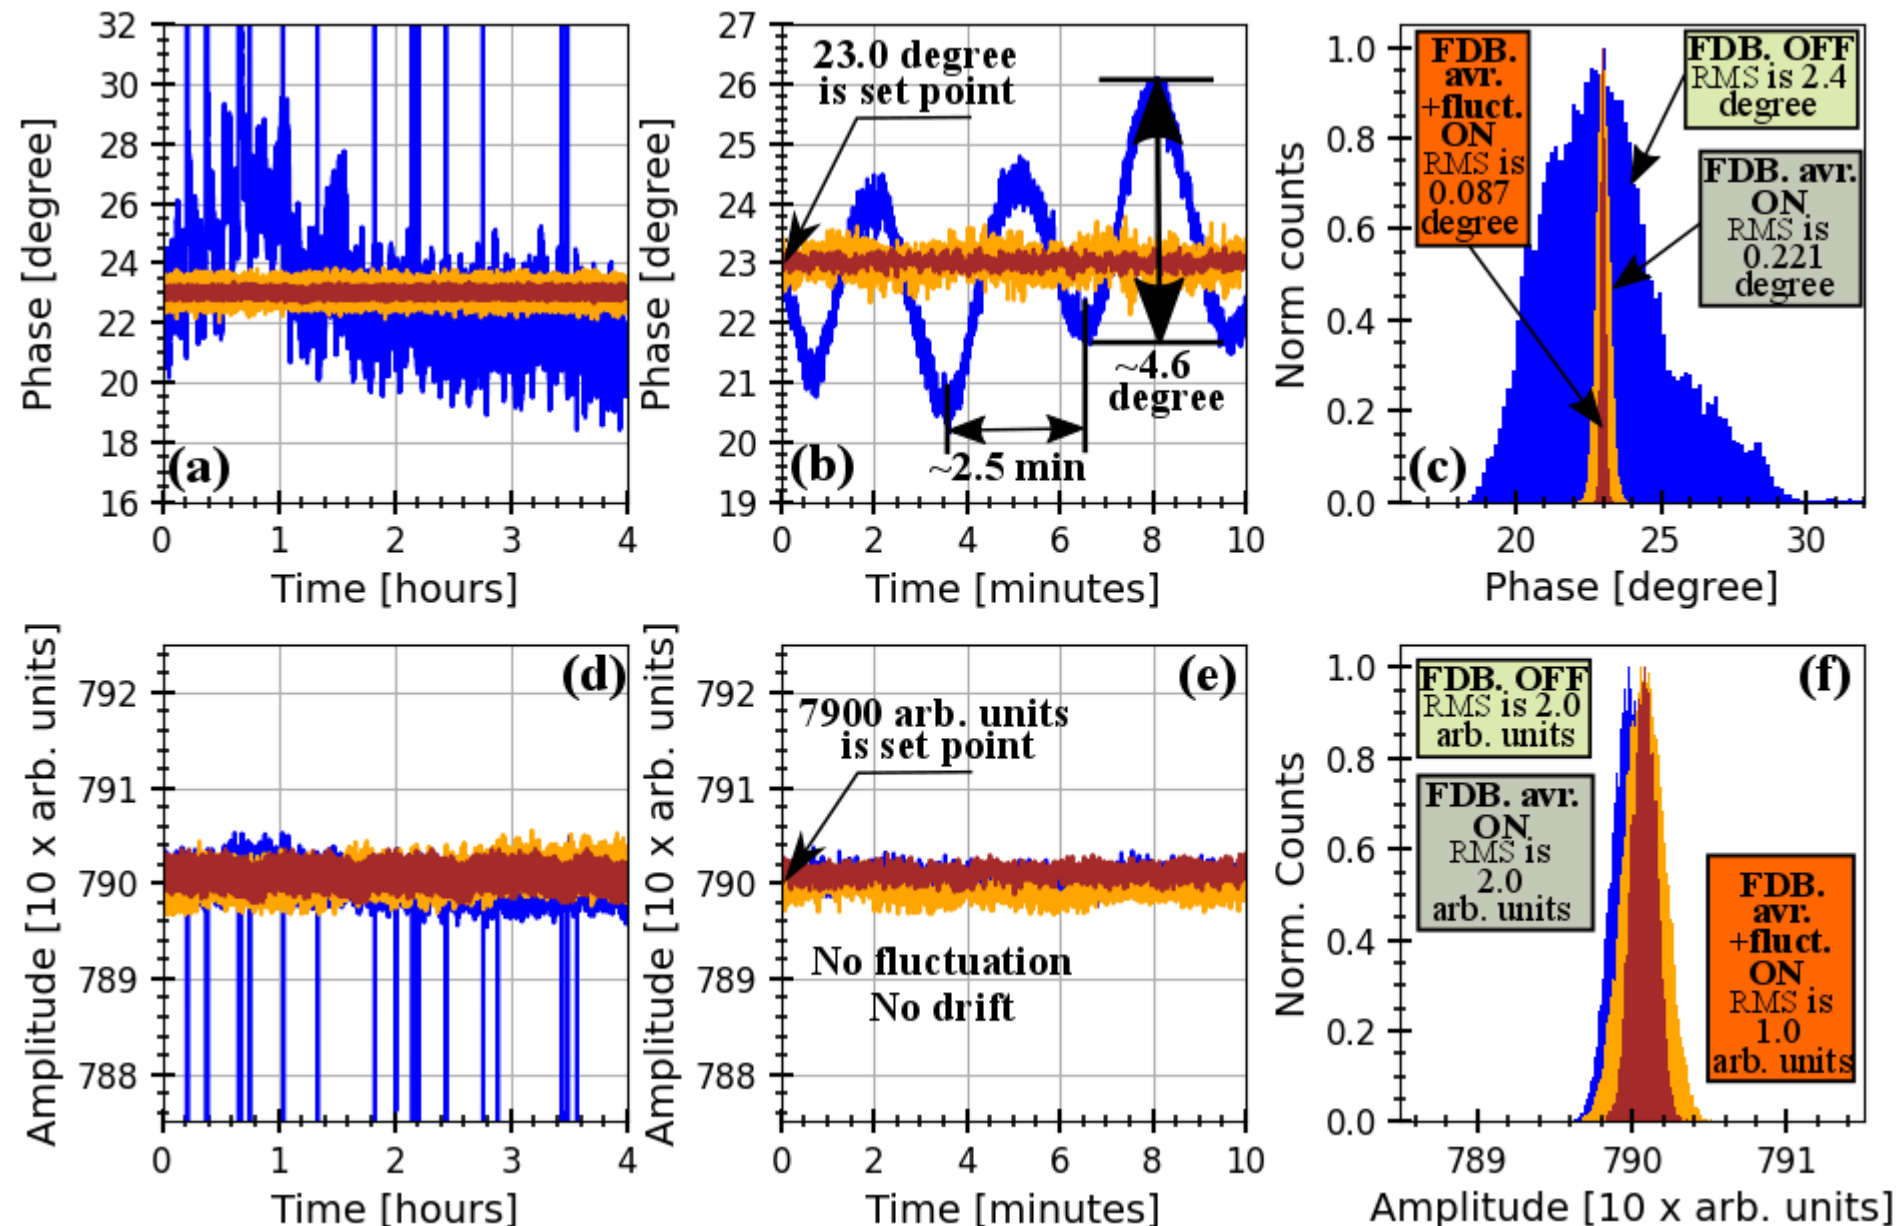 32
30
28
26
24
22
20
18
16
Phase [degree]
(a)
0
1
2
3
4
Time [hours]
27
26
25
24
23
22
21
20
19
Phase [degree]
23.0 degree
is set point
~4.6
degree
~2.5 min
(b)
0
2
4
6
8
10
Time [minutes]
1.0
0.8
0.6
0.4
0.2
0.0
Norm counts
FDB.
avr.
+fluct.
ON
RMS is
0.087
degree
FDB. OFF
RMS is 2.4
degree
FDB. avr.
ON
RMS is
0.221
degree
(c)
20
25
30
Phase [degree]
792
791
790
789
788
Amplitude [10 x arb. units]
(d)
0
1
2
3
4
Time [hours]
792
791
790
789
788
Amplitude [10 x arb. units]
(e)
7900 arb. units
is set point
No fluctuation
No drift
0
2
4
6
8
10
Time [minutes]
1.0
0.8
0.6
0.4
0.2
0.0
Norm. Counts
(f)
FDB. OFF
RMS is 2.0
arb. units
FDB. avr.
ON
RMS is
2.0
arb. units
FDB.
avr.
+fluct.
ON
RMS is
1.0
arb. units
789
790
791
Amplitude [10 x arb. units]